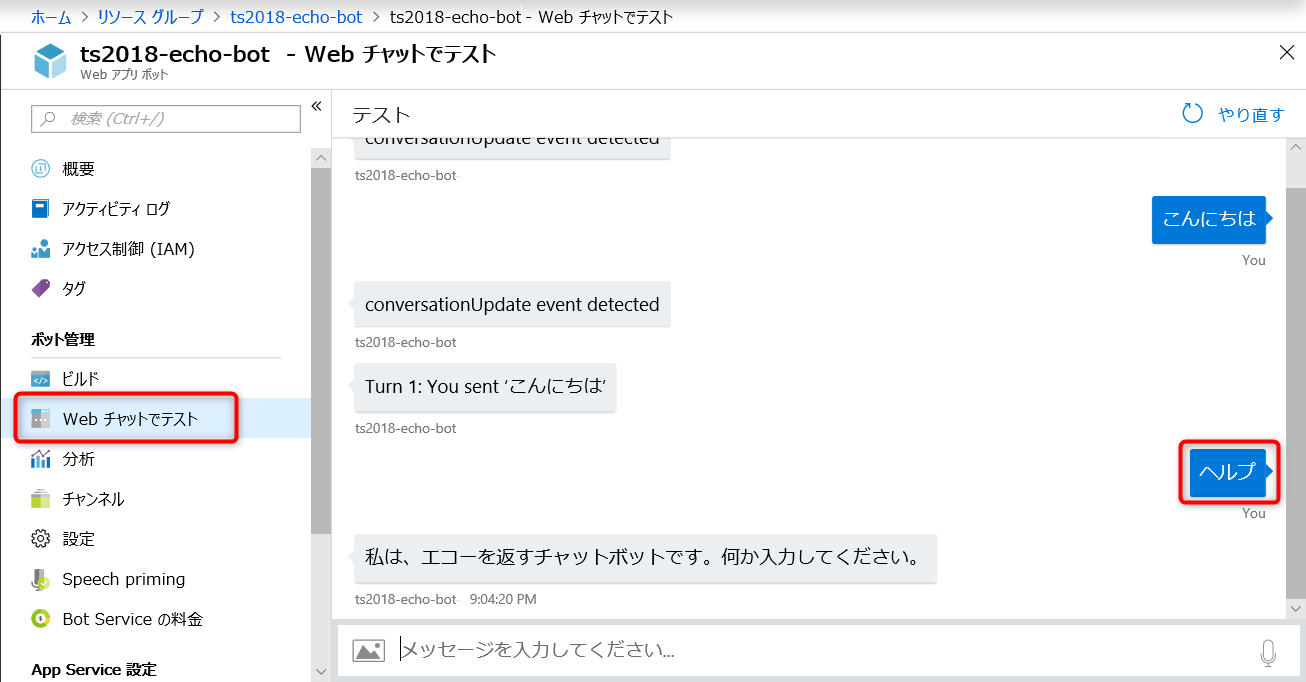 ホーム > リソース グループ > ts2018-echo-bot > ts2018-echo-bot - Web チャットでテスト
ts2018-echo-bot - Web チャットでテスト
Web アプリ ボット
検索 (Ctrl+/)
«
概要
アクティビティ ログ
アクセス制御 (IAM)
タグ
ボット管理
ビルド
Web チャットでテスト
分析
チャンネル
設定
Speech priming
Bot Service の料金
App Service 設定
テスト
やり直す
conversationUpdate event detected
ts2018-echo-bot
こんにちは
You
conversationUpdate event detected
ts2018-echo-bot
Turn 1: You sent ‘こんにちは’
ts2018-echo-bot
ヘルプ
You
私は、エコーを返すチャットボットです。何か入力してください。
ts2018-echo-bot 9:04:20 PM
メッセージを入力してください...